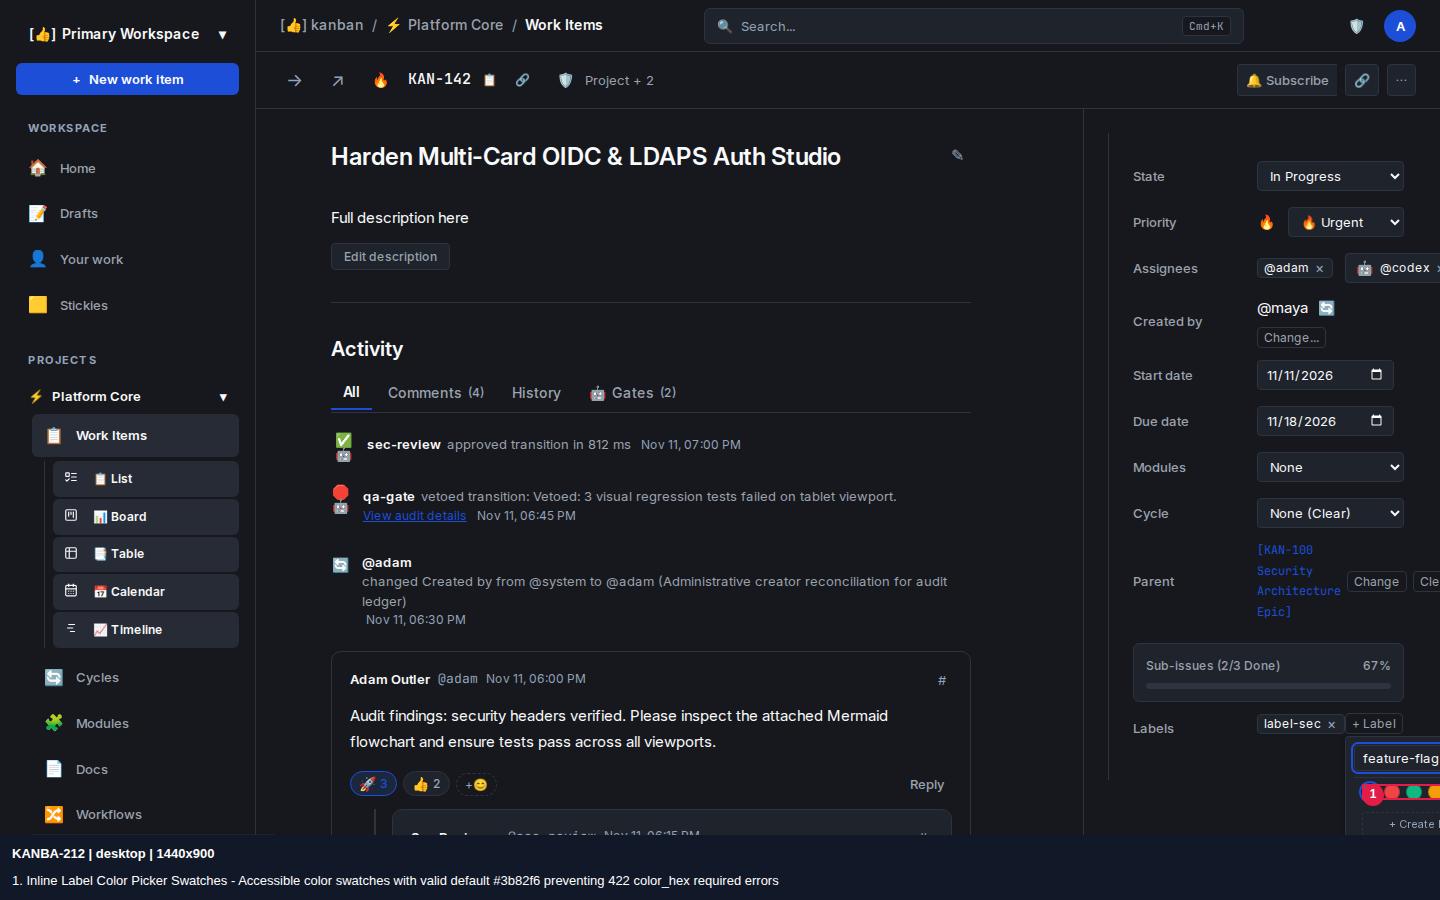 [👍] Primary Workspace ▾
+ New work item
WORKSPACE
🏠 Home
📝 Drafts
👤 Your work
🟨 Stickies
PROJECTS
⚡ Platform Core ▾
📋 Work Items
📋 List
📊 Board
📑 Table
📅 Calendar
📈 Timeline
🔄 Cycles
🧩 Modules
📄 Docs
🔀 Workflows
[👍] kanban / ⚡ Platform Core / Work Items
🔍 Search... Cmd+K
A
→ ↗ 🔥 KAN-142 📋 🔗 🛡️ Project + 2
🔔 Subscribe 🔗 ...
Harden Multi-Card OIDC & LDAPS Auth Studio
Full description here
Edit description
Activity
All Comments (4) History 🤖 Gates (2)
sec-review approved transition in 812 ms Nov 11, 07:00 PM
qa-gate vetoed transition: Vetoed: 3 visual regression tests failed on tablet viewport.
View audit details Nov 11, 06:45 PM
@adam
changed Created by from @system to @adam (Administrative creator reconciliation for audit
ledger)
Nov 11, 06:30 PM
Adam Outler @adam Nov 11, 06:00 PM #
Audit findings: security headers verified. Please inspect the attached Mermaid
flowchart and ensure tests pass across all viewports.
🚀 3 👍 2 +😊 Reply
State In Progress
Priority 🔥 🔥 Urgent
Assignees @adam × 🤖 @codex ×
Created by @maya 🔄
Change...
Start date 11/11/2026
Due date 11/18/2026
Modules None
Cycle None (Clear)
Parent [KAN-100
Security
Architecture
Epic] Change Cle
Sub-issues (2/3 Done) 67%
Labels label-sec × + Label
feature-flag
1
+ Create
KANBA-212 | desktop | 1440x900
1. Inline Label Color Picker Swatches - Accessible color swatches with valid default #3b82f6 preventing 422 color_hex required errors